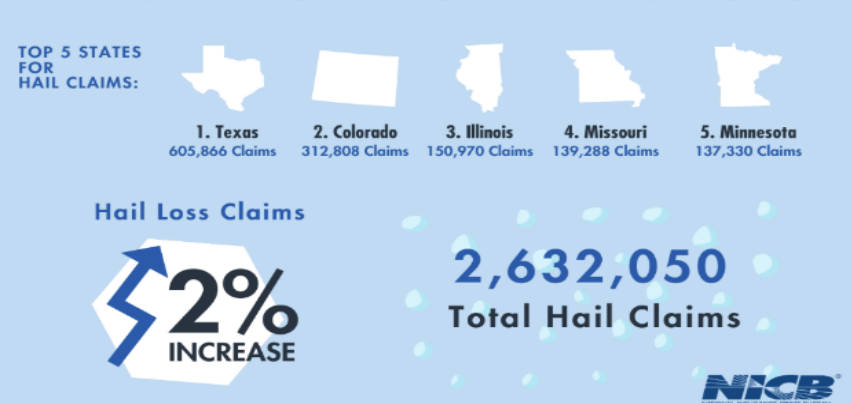 TOP 5 STATES
FOR
HAIL CLAIMS:
1. Texas
605,866 Claims
2. Colorado
312,808 Claims
3. Illinois
150,970 Claims
4. Missouri
139,288 Claims
5. Minnesota
137,330 Claims
Hail Loss Claims
2%
INCREASE
2,632,050
Total Hail Claims
NICB®